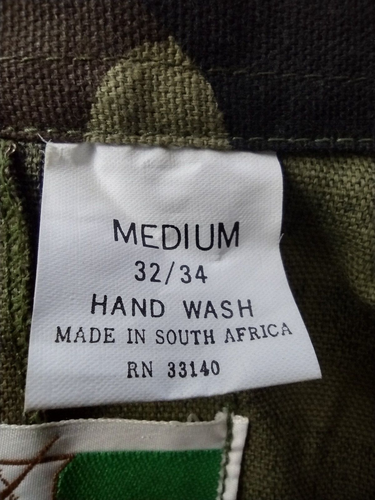 MEDIUM
32/34
HAND WASH
MADE IN SOUTH AFRICA
RN 33140